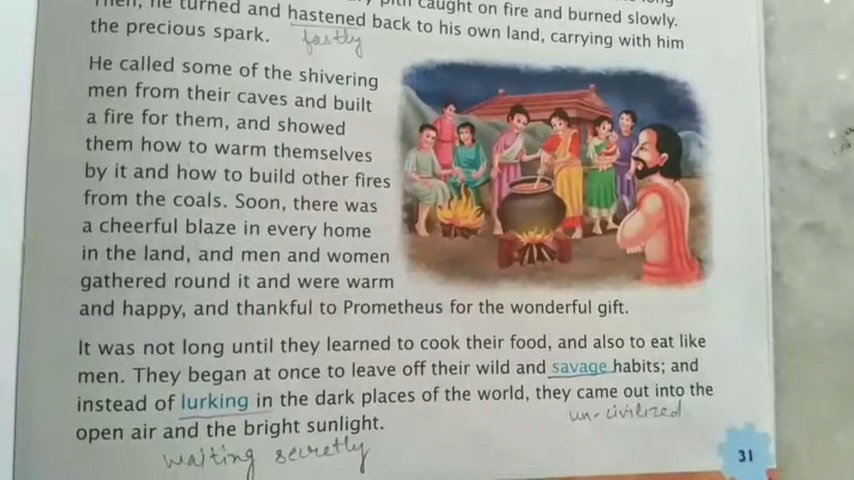 Then, he turned and hastened back to his own land, carrying with him
pith caught on fire and burned slowly.
the precious spark.
fastly
He called some of the shivering
men from their caves and built
a fire for them, and showed
them how to warm themselves
by it and how to build other fires
from the coals. Soon, there was
a cheerful blaze in every home
in the land, and men and women
gathered round it and were warm
and happy, and thankful to Prometheus for the wonderful gift.
It was not long until they learned to cook their food, and also to eat like
men. They began at once to leave off their wild and savage habits; and
instead of lurking in the dark places of the world, they came out into the
un-civilized
open air and the bright sunlight.
waiting secretly
31